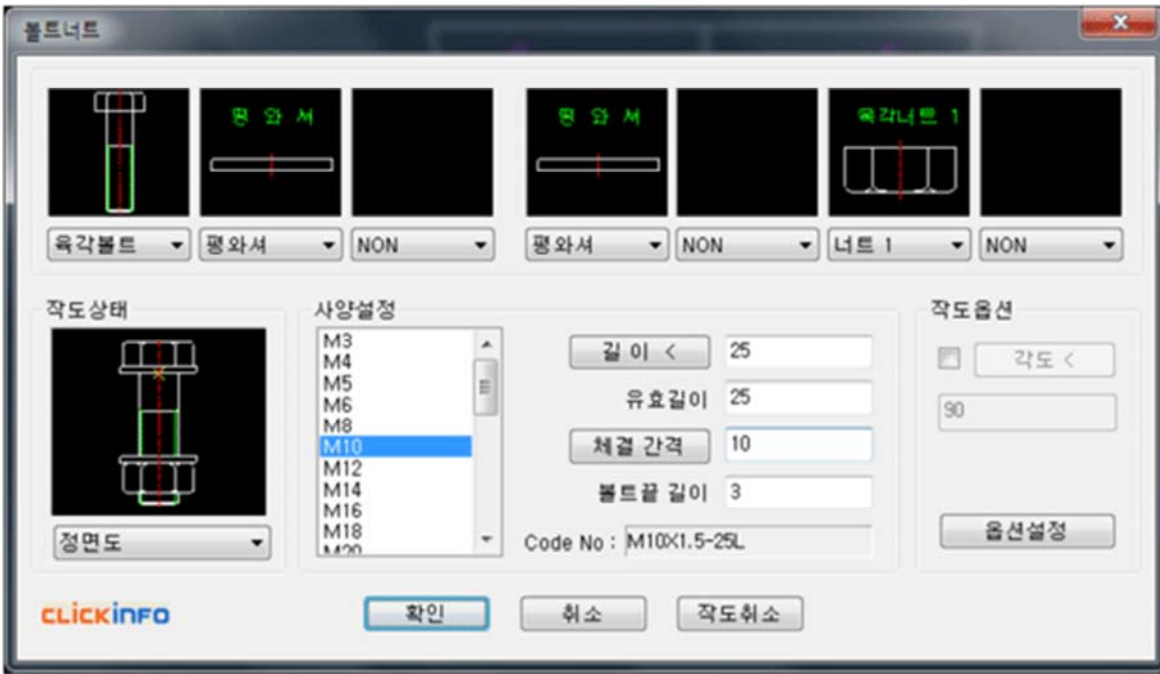 볼트너트
평 와 셔
평 와 셔
육각너트 1
육각볼트
평와셔
NON
평와셔
NON
너트 1
NON
작도상태
사양설정
작도옵션
M3
M4
M5
M6
M8
M10
M12
M14
M16
M18
M20
길 이 <
25
유효길이
25
체결 간격
10
볼트끝 길이
3
Code No : M10X1.5-25L
각도 <
90
옵션설정
정면도
CLICKINFO
확인
취소
작도취소